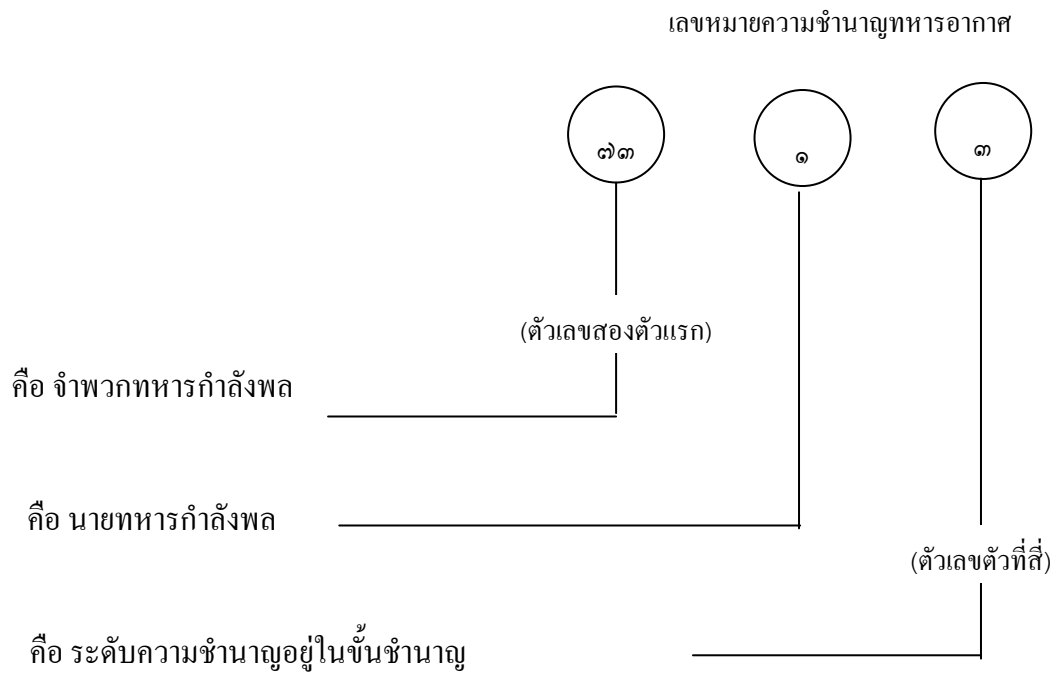 เลขหมายความชำนาญทหารอากาศ
๗๓ ๑ ๓
(ตัวเลขสองตัวแรก)
คือ จำพวกทหารกำลังพล
คือ นายทหารกำลังพล
(ตัวเลขตัวที่สี่)
คือ ระดับความชำนาญอยู่ในขั้นชำนาญ